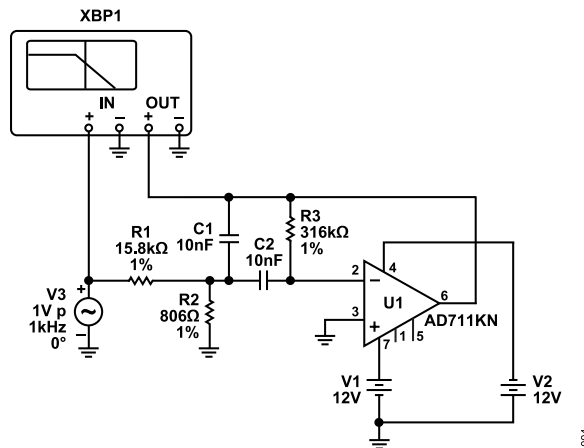 XBP1
IN OUT
+ − + −
R1
15.8kΩ
1%
C1
10nF
C2
10nF
R3
316kΩ
1%
V3
1V p
1kHz
0°
+
−
R2
806Ω
1%
2
−
4
U1
6
3
+
AD711KN
7
1
5
V1
12V
V2
12V